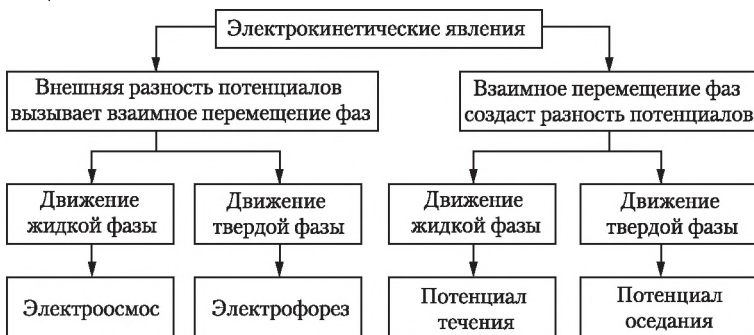 Электрокинетические явления
Внешняя разность потенциалов
вызывает взаимное перемещение фаз
Взаимное перемещение фаз
создаст разность потенциалов
Движение
жидкой фазы
Движение
твердой фазы
Движение
жидкой фазы
Движение
твердой фазы
Электроосмос
Электрофорез
Потенциал
течения
Потенциал
оседания